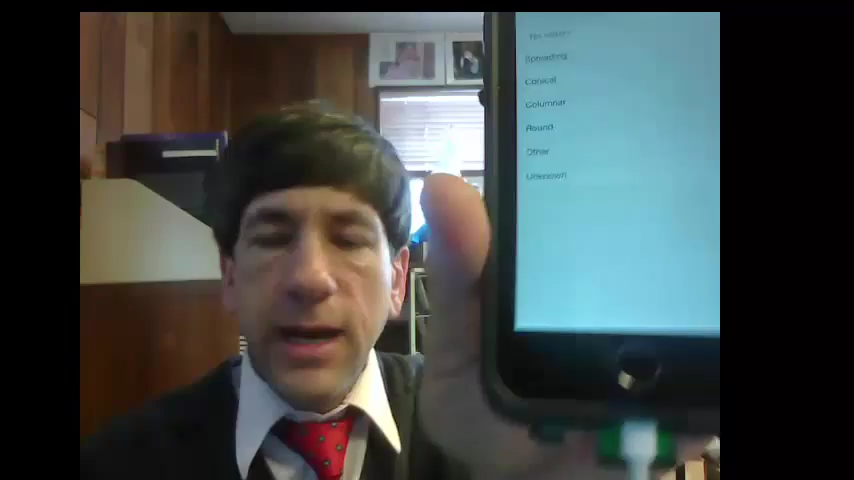 Spreading
Conical
Columnar
Round
Other
Unknown